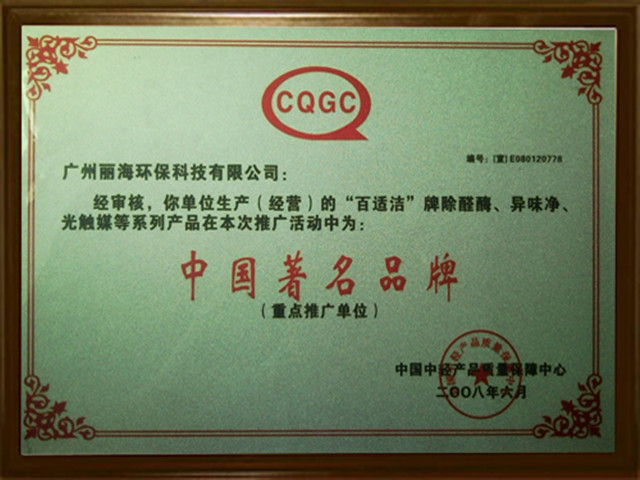 CQGC
编号：[宣] E080120778
广州丽海环保科技有限公司：
经审核，你单位生产（经营）的“百适洁”牌除醛酶、异味净、
光触媒等系列产品在本次推广活动中为：
中国著名品牌
（重点推广单位）
中国中轻产品质量保障中心
二〇〇八年六月